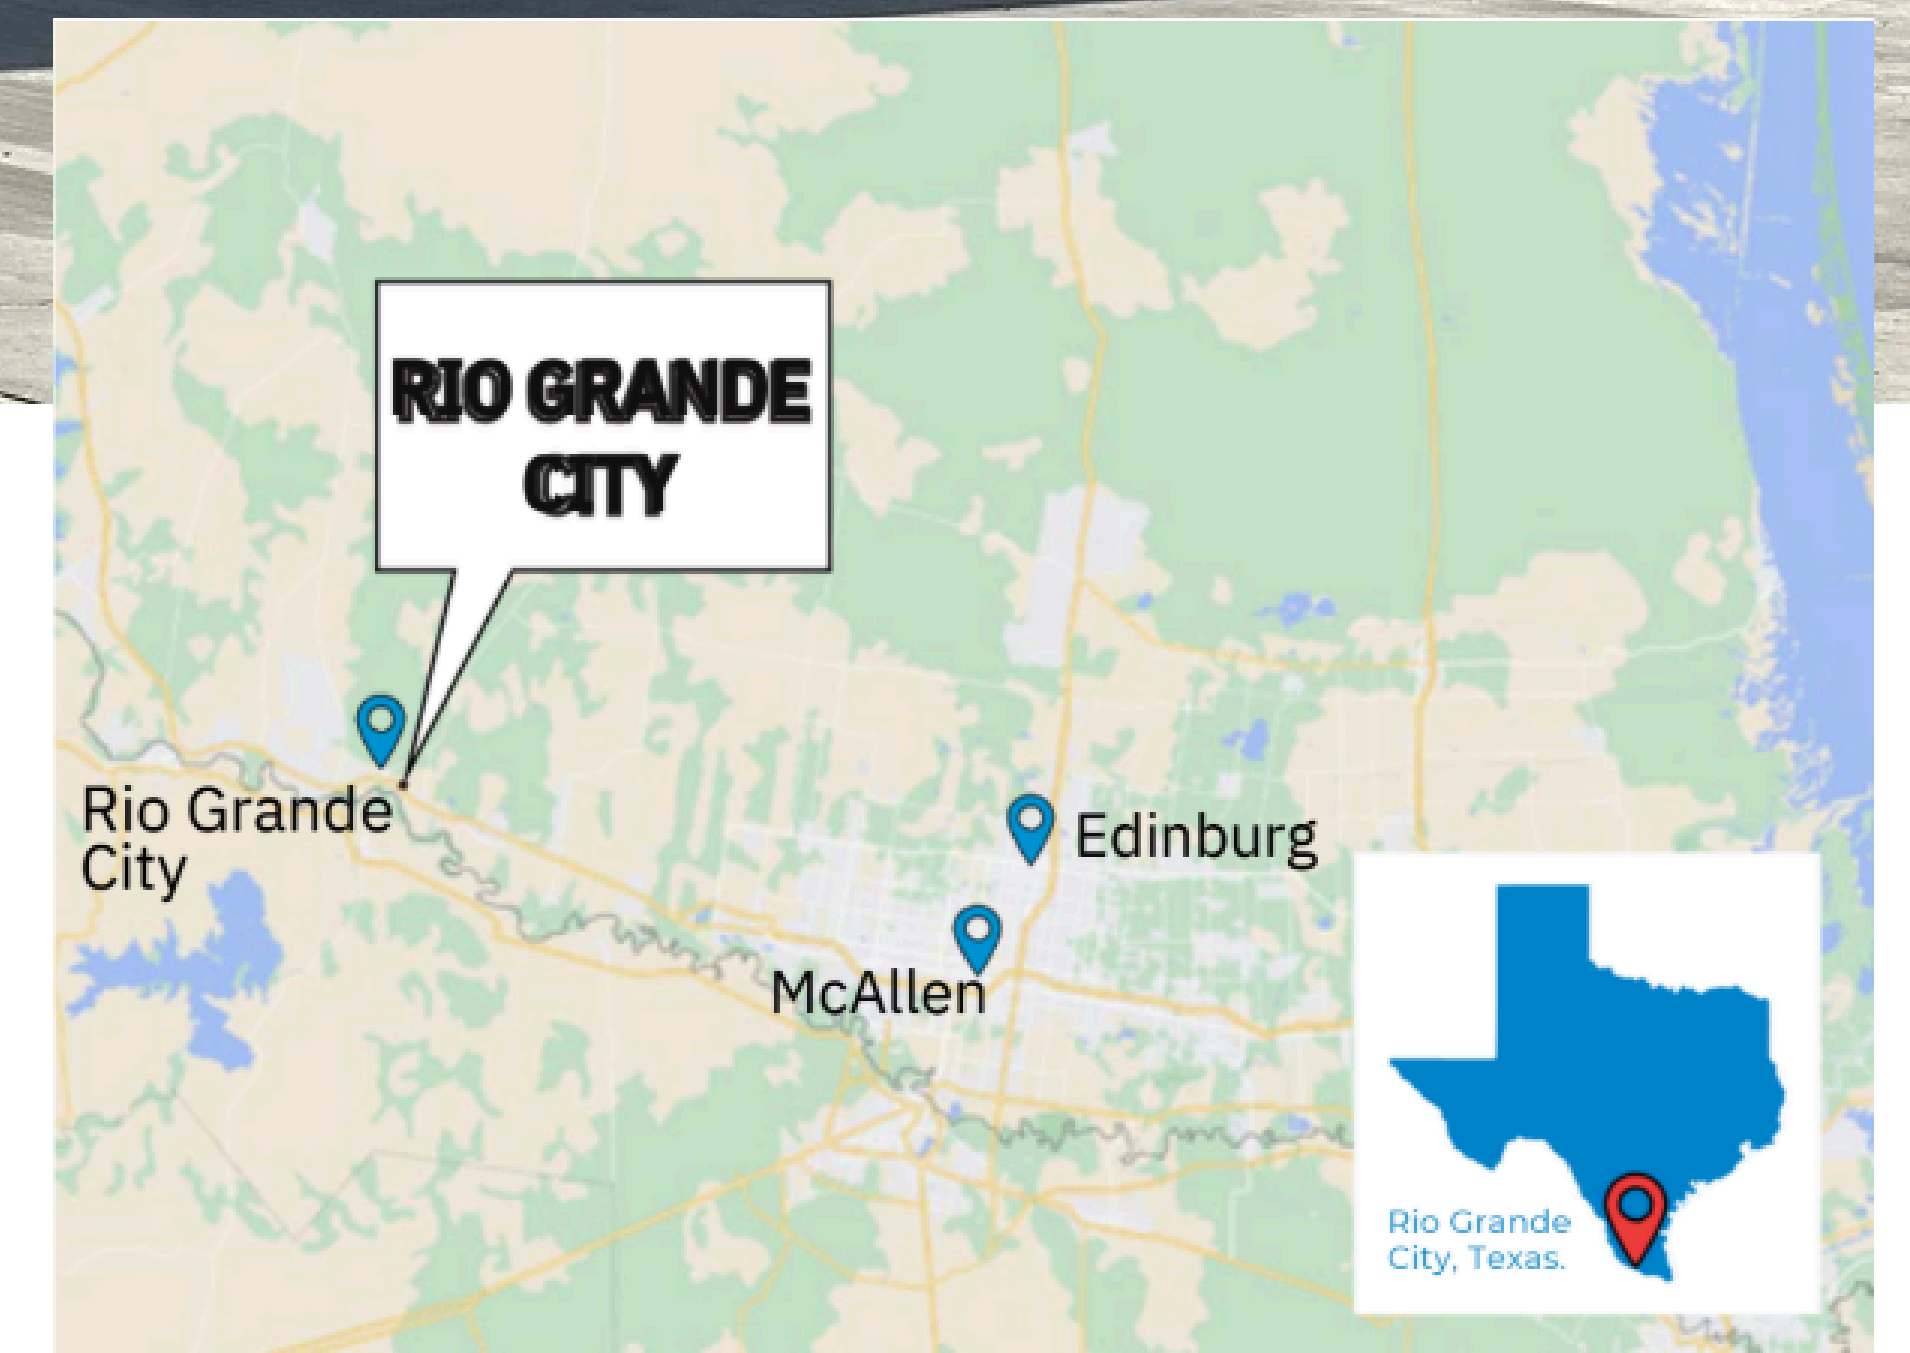 RIO GRANDE
CITY
Rio Grande
City
Edinburg
McAllen
Rio Grande
City, Texas.